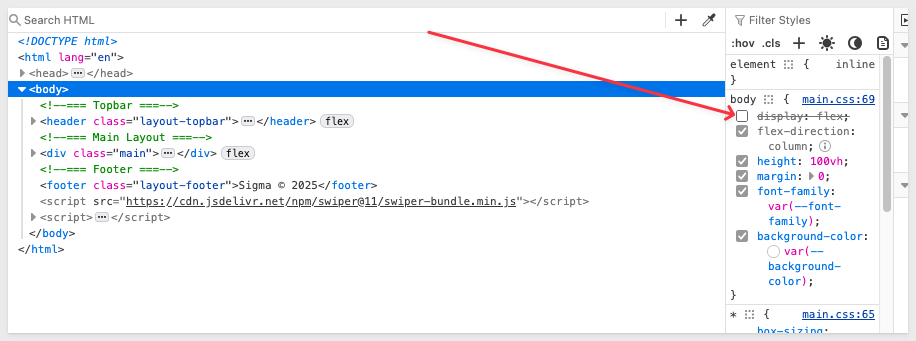 Search HTML
<!DOCTYPE html>
<html lang="en">
<head> ··· </head>
<body>
<!--=== Topbar ===-->
<header class="layout-topbar"> ··· </header> flex
<!--=== Main Layout ===-->
<div class="main"> ··· </div> flex
<!--=== Footer ===-->
<footer class="layout-footer">Sigma © 2025</footer>
<script src="https://cdn.jsdelivr.net/npm/swiper@11/swiper-bundle.min.js"></script>
<script> ··· </script>
</body>
</html>
Filter Styles
:hov .cls
element { inline
}
body { main.css:69
display: flex;
flex-direction:
column;
height: 100vh;
margin: 0;
font-family:
var(--font-
family);
background-color:
var(--
background-
color);
}
* { main.css:65
box-sizing: